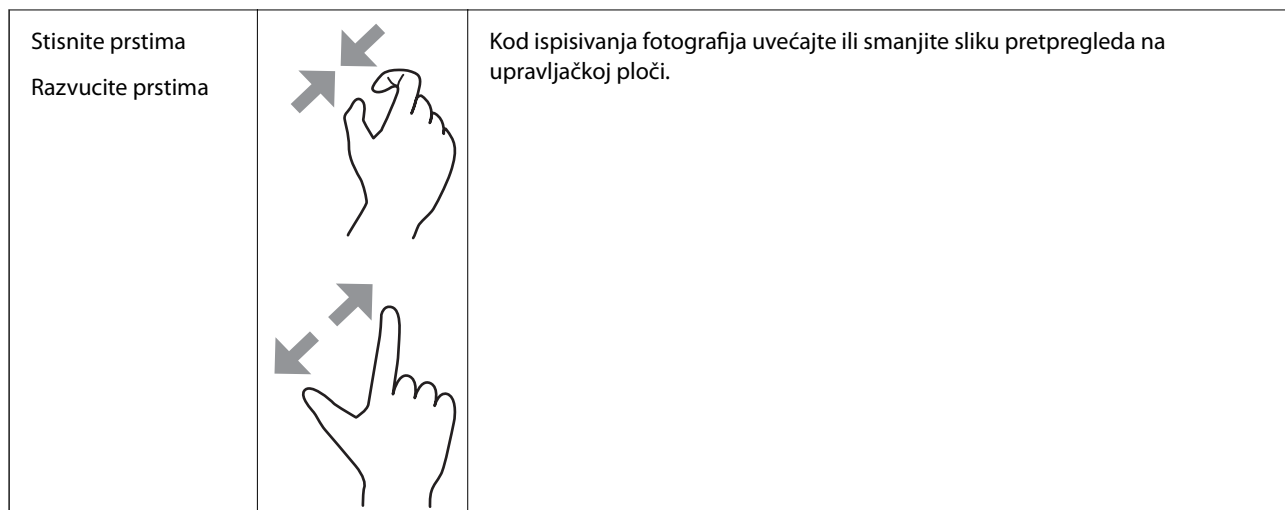 Stisnite prstima
Razvucite prstima
Kod ispisivanja fotografija uvećajte ili smanjite sliku pretpregleda na
upravljačkoj ploči.